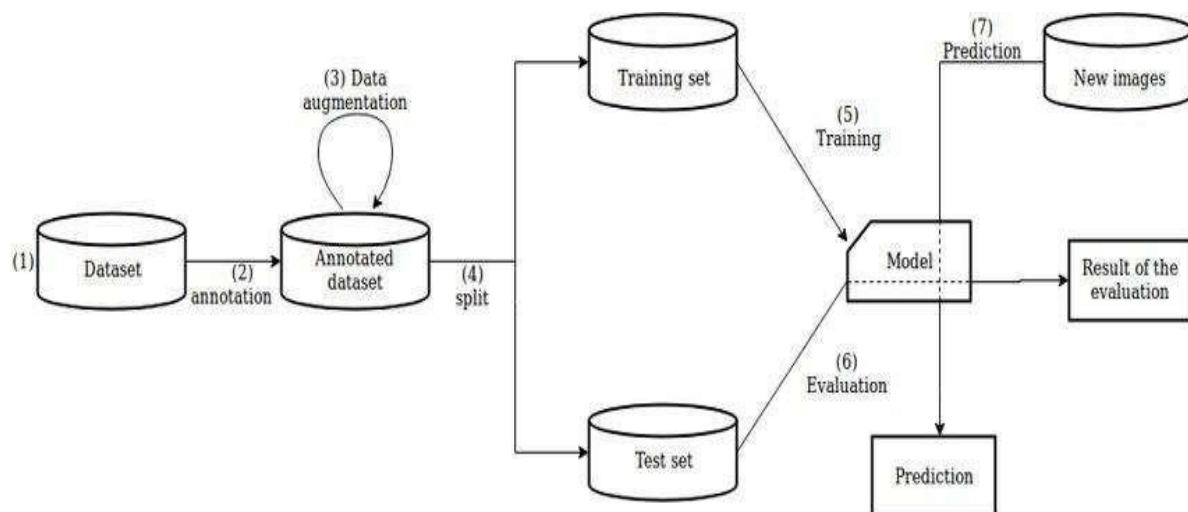 (1)
Dataset
(2)
annotation
(3) Data
augmentation
Annotated
dataset
(4)
split
Training set
Test set
(5)
Training
(6)
Evaluation
Model
(7)
Prediction
New images
Result of the
evaluation
Prediction